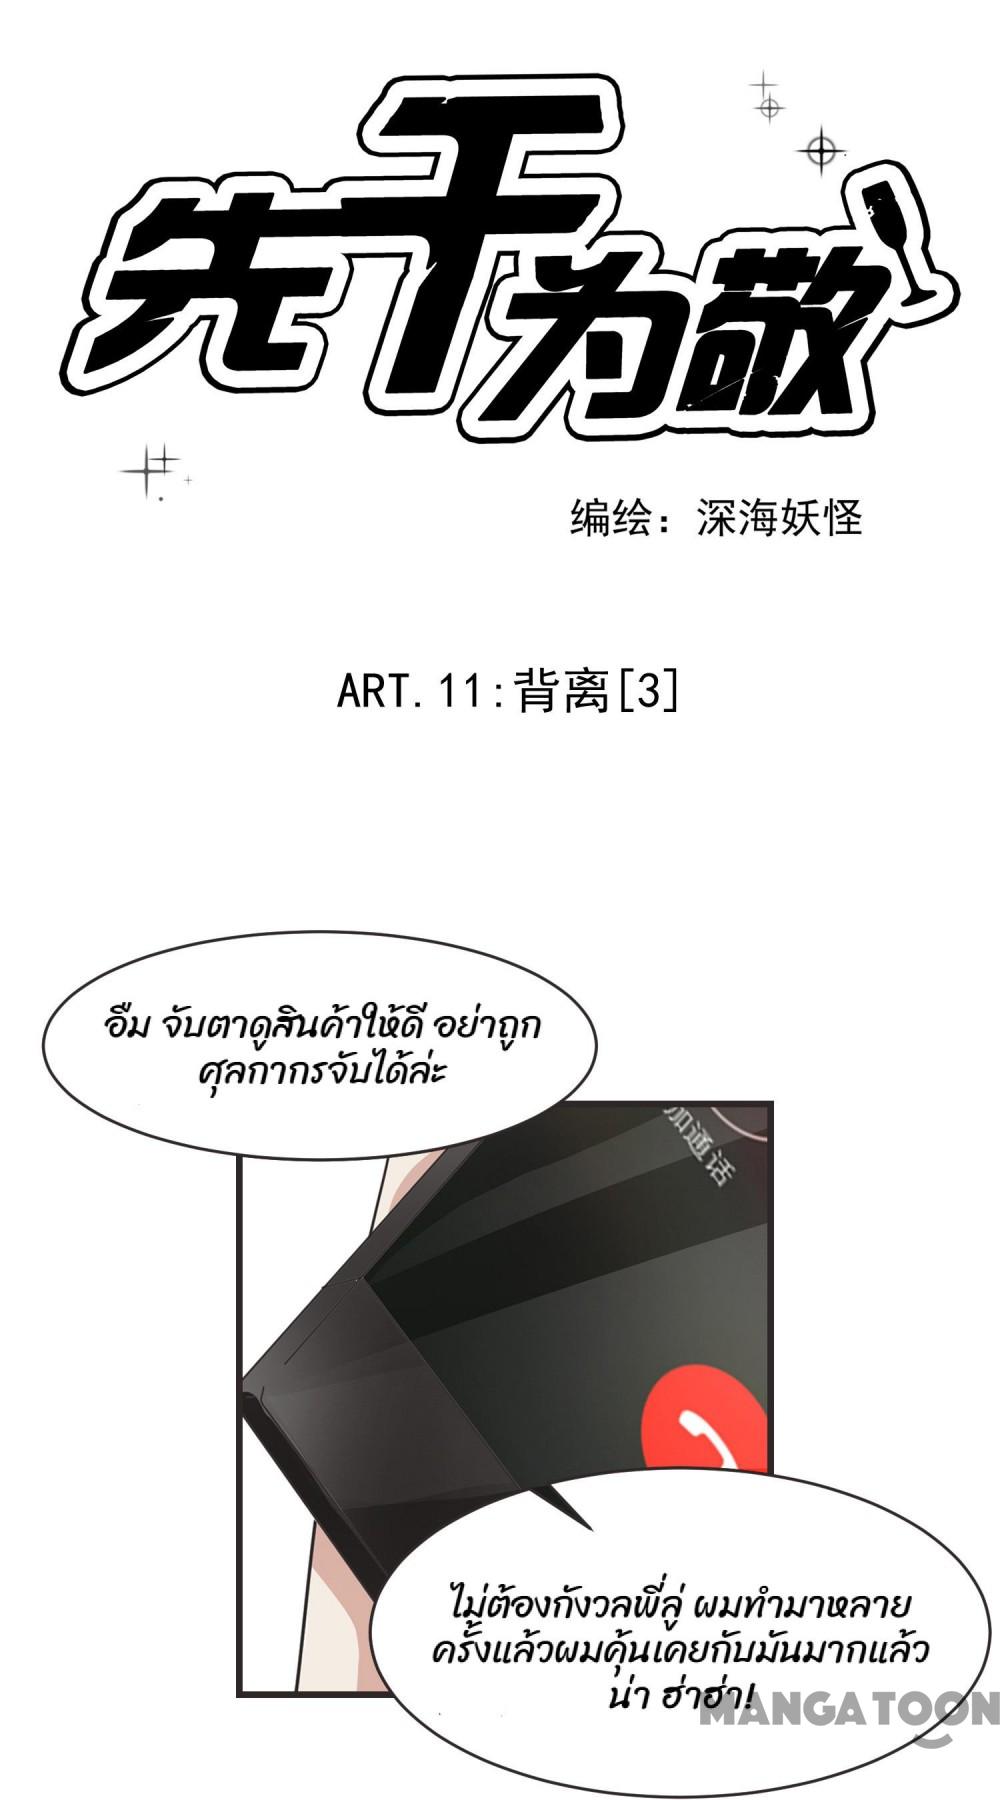 先干为敬
编绘：深海妖怪
ART.11:背离[3]
อืม จับตาดูสินค้าให้ดี อย่าถูก
ศุลกากรจับได้ล่ะ
加通话
ไม่ต้องกังวลพี่ลู่ ผมทำมาหลาย
ครั้งแล้วผมคุ้นเคยกับมันมากแล้ว
น่า ฮ่าฮ่า!
MANGATOON